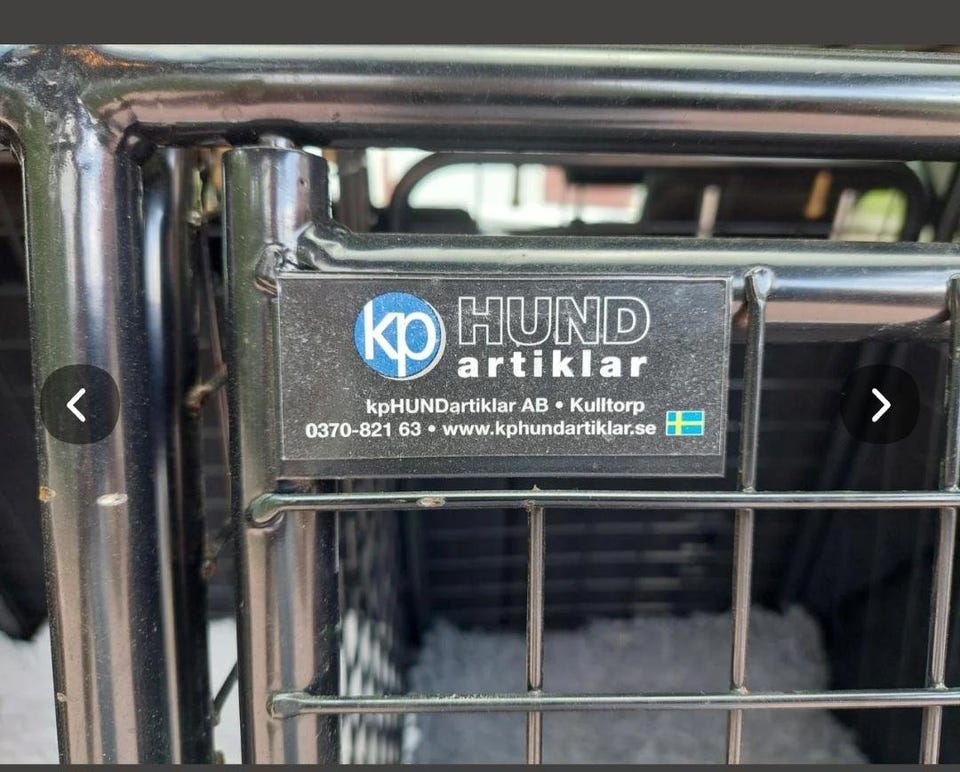 kp HUND
artiklar
kpHUNDartiklar AB • Kulltorp
0370-821 63 • www.kphundartiklar.se